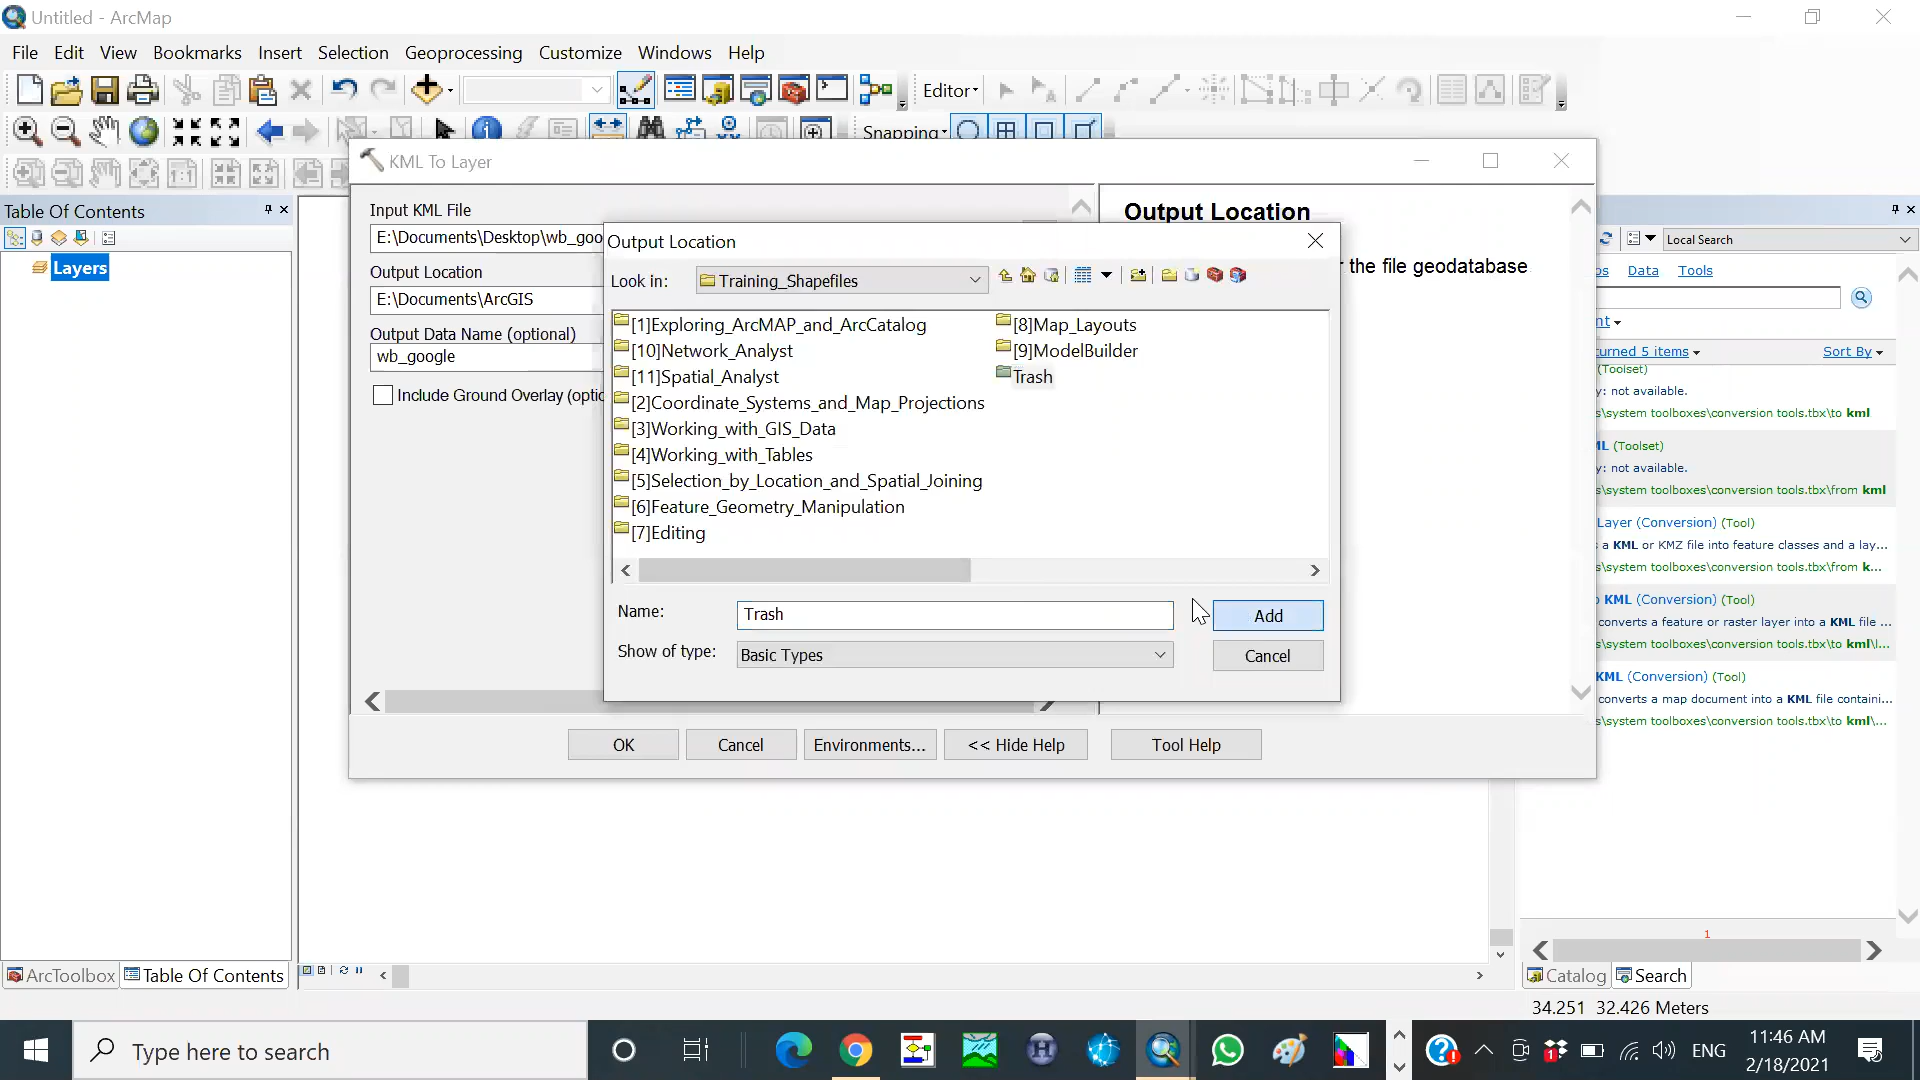 Untitled - ArcMap
File Edit View Bookmarks Insert Selection Geoprocessing Customize Windows Help
Editor
Snapping
KML To Layer
Table Of Contents
Layers
Input KML File
E:\Documents\Desktop\wb_goo
Output Location
E:\Documents\ArcGIS
Output Data Name (optional)
wb_google
Include Ground Overlay (optic
Output Location
the file geodatabase
Output Location
Look in: Training_Shapefiles
[1]Exploring_ArcMAP_and_ArcCatalog
[10]Network_Analyst
[11]Spatial_Analyst
[2]Coordinate_Systems_and_Map_Projections
[3]Working_with_GIS_Data
[4]Working_with_Tables
[5]Selection_by_Location_and_Spatial_Joining
[6]Feature_Geometry_Manipulation
[7]Editing
[8]Map_Layouts
[9]ModelBuilder
Trash
Name: Trash Add
Show of type: Basic Types Cancel
OK Cancel Environments... << Hide Help Tool Help
Local Search
ps Data Tools
nt
urned 5 items Sort By
(Toolset)
y: not available.
s\system toolboxes\conversion tools.tbx\to kml
ML (Toolset)
y: not available.
s\system toolboxes\conversion tools.tbx\from kml
Layer (Conversion) (Tool)
s a KML or KMZ file into feature classes and a lay...
s\system toolboxes\conversion tools.tbx\from k...
o KML (Conversion) (Tool)
converts a feature or raster layer into a KML file ...
s\system toolboxes\conversion tools.tbx\to kml\l...
KML (Conversion) (Tool)
converts a map document into a KML file containi...
s\system toolboxes\conversion tools.tbx\to kml\...
1
ArcToolbox Table Of Contents
Catalog Search
34.251 32.426 Meters
Type here to search
ENG
11:46 AM
2/18/2021